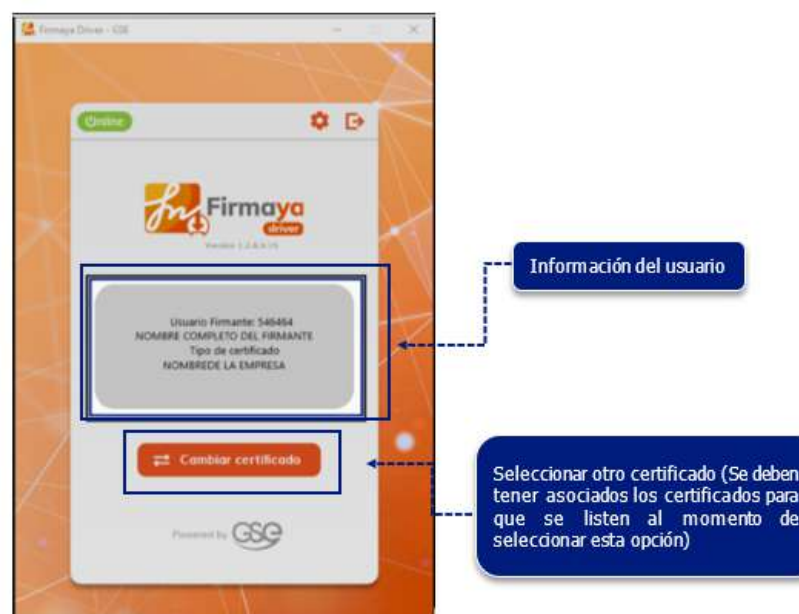 Firmaya Driver - GSE
Online
Firmaya
driver
Usuario Firmante: 546464
NOMBRE COMPLETO DEL FIRMANTE
Tipo de certificado
NOMBREDE LA EMPRESA
Cambiar certificado
Powered by GSE
Información del usuario
Seleccionar otro certificado (Se deben
tener asociados los certificados para
que se listen al momento de
seleccionar esta opción)